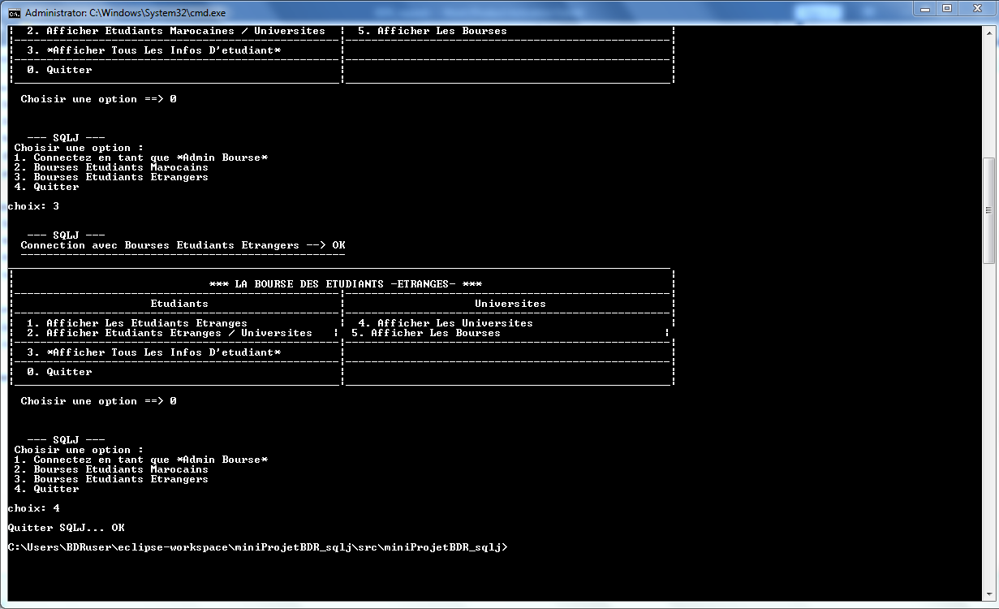 Administrator: C:\Windows\System32\cmd.exe
2. Afficher Etudiants Marocaines / Universites ¦ 5. Afficher Les Bourses ¦
3. *Afficher Tous Les Infos D'etudiant*
0. Quitter
Choisir une option ==> 0
--- SQLJ ---
Choisir une option :
1. Connectez en tant que *Admin Bourse*
2. Bourses Etudiants Marocains
3. Bourses Etudiants Etrangers
4. Quitter
choix: 3
--- SQLJ ---
Connection avec Bourses Etudiants Etrangers --> OK
*** LA BOURSE DES ETUDIANTS -ETRANGES- ***
Etudiants ¦ Universites
1. Afficher Les Etudiants Etranges ¦ 4. Afficher Les Universites ¦
2. Afficher Etudiants Etranges / Universites ¦ 5. Afficher Les Bourses ¦
3. *Afficher Tous Les Infos D'etudiant*
0. Quitter
Choisir une option ==> 0
--- SQLJ ---
Choisir une option :
1. Connectez en tant que *Admin Bourse*
2. Bourses Etudiants Marocains
3. Bourses Etudiants Etrangers
4. Quitter
choix: 4
Quitter SQLJ... OK
C:\Users\BDRuser\eclipse-workspace\miniProjetBDR_sqlj\src\miniProjetBDR_sqlj>